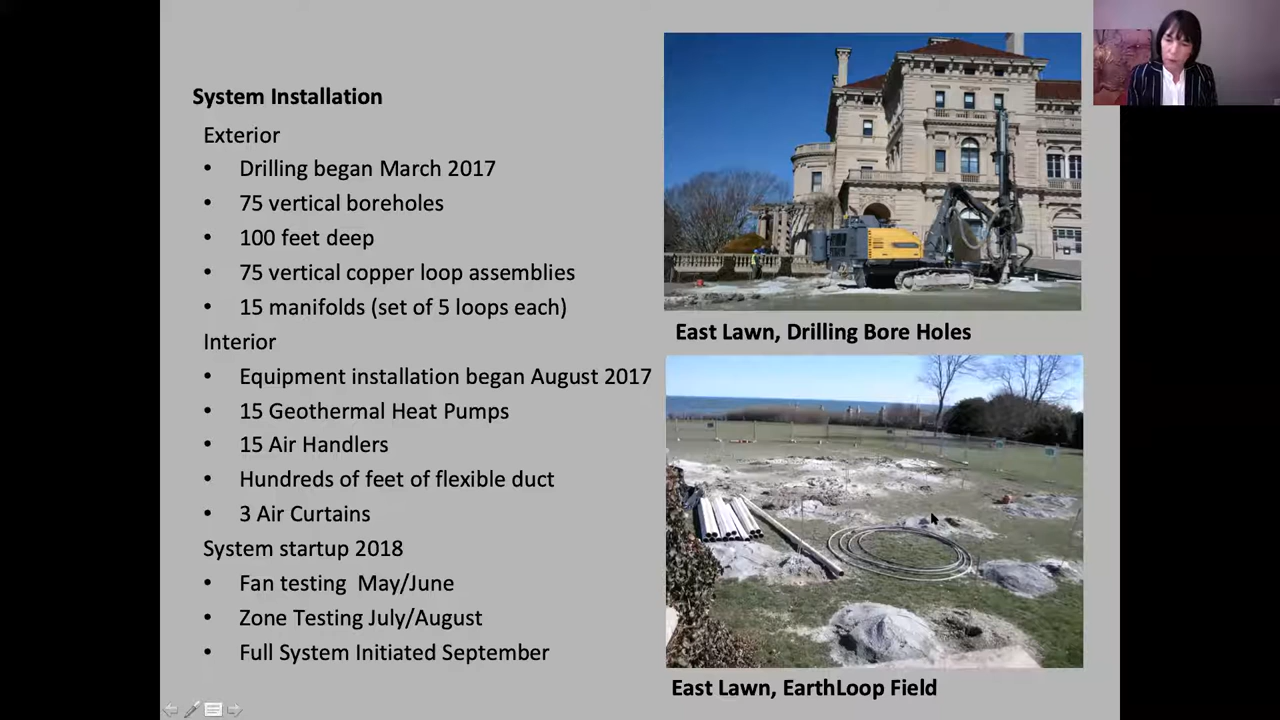 System Installation
Exterior
• Drilling began March 2017
• 75 vertical boreholes
• 100 feet deep
• 75 vertical copper loop assemblies
• 15 manifolds (set of 5 loops each)
Interior
• Equipment installation began August 2017
• 15 Geothermal Heat Pumps
• 15 Air Handlers
• Hundreds of feet of flexible duct
• 3 Air Curtains
System startup 2018
• Fan testing  May/June
• Zone Testing July/August
• Full System Initiated September
East Lawn, Drilling Bore Holes
East Lawn, EarthLoop Field